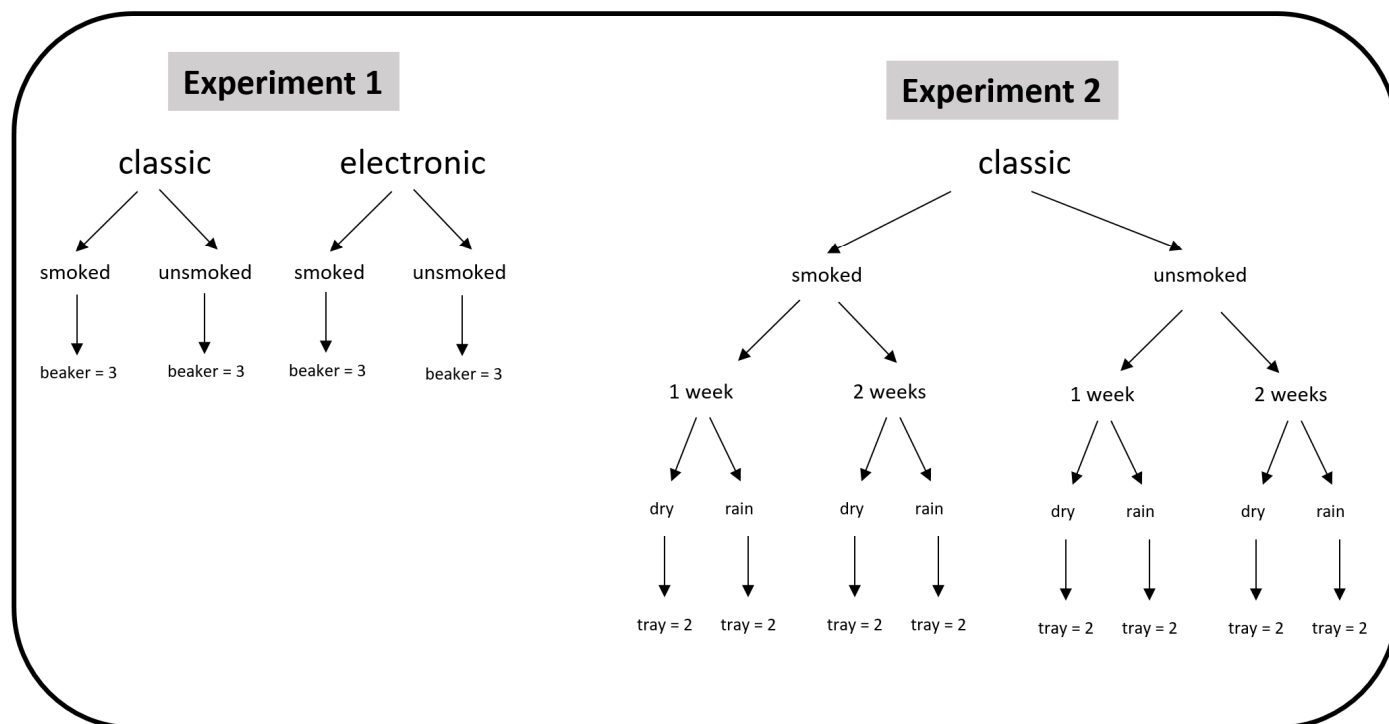 Experiment 1
classic electronic
smoked unsmoked smoked unsmoked
beaker = 3 beaker = 3 beaker = 3 beaker = 3
Experiment 2
classic
smoked unsmoked
1 week 2 weeks 1 week 2 weeks
dry rain dry rain dry rain dry rain
tray = 2 tray = 2 tray = 2 tray = 2 tray = 2 tray = 2 tray = 2 tray = 2